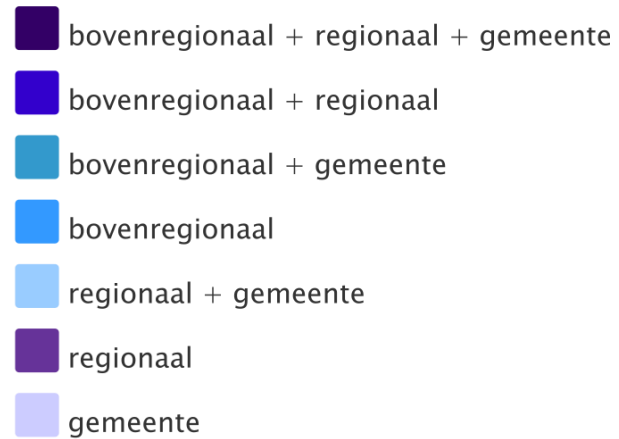 bovenregionaal + regionaal + gemeente
bovenregionaal + regionaal
bovenregionaal + gemeente
bovenregionaal
regionaal + gemeente
regionaal
gemeente